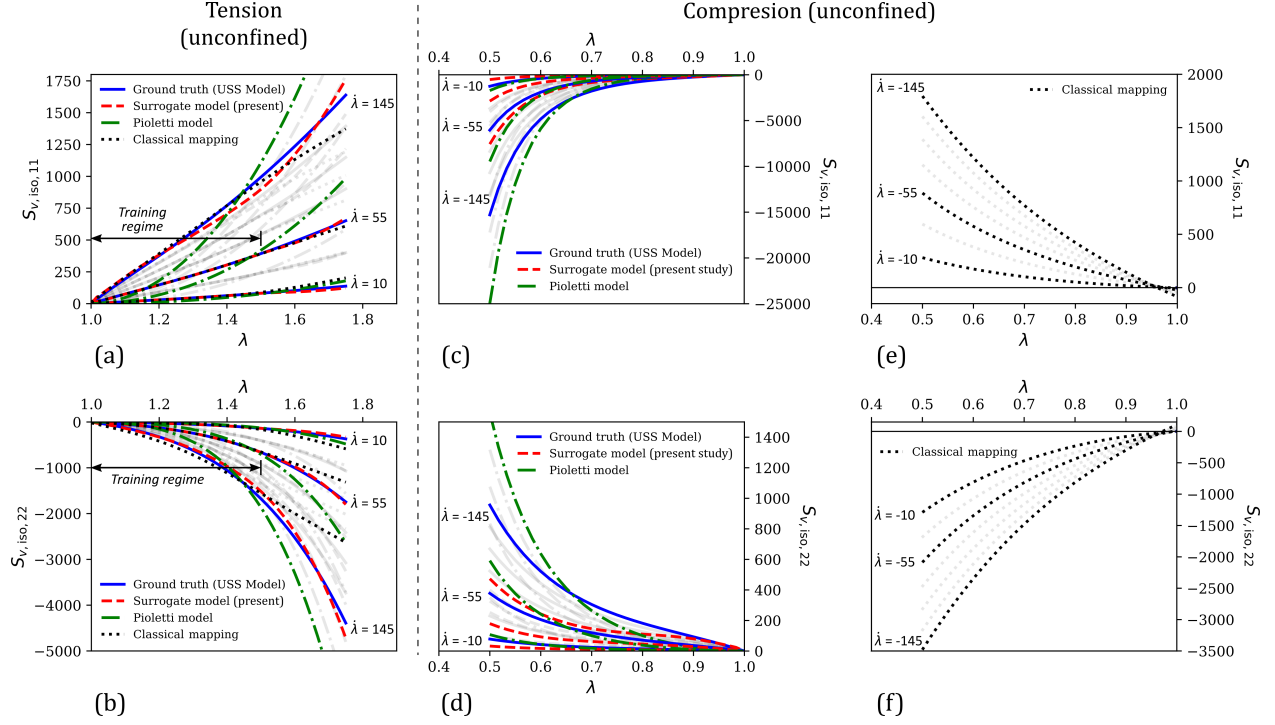 Tension
(unconfined)
Compresion (unconfined)
1750
1500
1250
1000
750
500
250
0
1.0
1.2
1.4
1.6
1.8
λ
S_{v, iso, 11}
Ground truth (USS Model)
Surrogate model (present)
Pioletti model
Classical mapping
λ̇ = 145
λ̇ = 55
λ̇ = 10
Training
regime
(a)
λ
1.0
1.2
1.4
1.6
1.8
0
−1000
−2000
−3000
−4000
−5000
S_{v, iso, 22}
Training regime
Ground truth (USS Model)
Surrogate model (present)
Pioletti model
Classical mapping
λ̇ = 10
λ̇ = 55
λ̇ = 145
(b)
λ
0.4
0.5
0.6
0.7
0.8
0.9
1.0
0
−5000
−10000
−15000
−20000
−25000
S_{v, iso, 11}
λ̇ = -10
λ̇ = -55
λ̇ = -145
Ground truth (USS Model)
Surrogate model (present study)
Pioletti model
(c)
Ground truth (USS Model)
Surrogate model (present study)
Pioletti model
1400
1200
1000
800
600
400
200
0
S_{v, iso, 22}
λ̇ = -145
λ̇ = -55
λ̇ = -10
0.4
0.5
0.6
0.7
0.8
0.9
1.0
λ
(d)
Classical mapping
2000
1500
1000
500
0
S_{v, iso, 11}
λ̇ = -145
λ̇ = -55
λ̇ = -10
0.4
0.5
0.6
0.7
0.8
0.9
1.0
λ
(e)
λ
0.4
0.5
0.6
0.7
0.8
0.9
1.0
Classical mapping
0
−500
−1000
−1500
−2000
−2500
−3000
−3500
S_{v, iso, 22}
λ̇ = -10
λ̇ = -55
λ̇ = -145
(f)